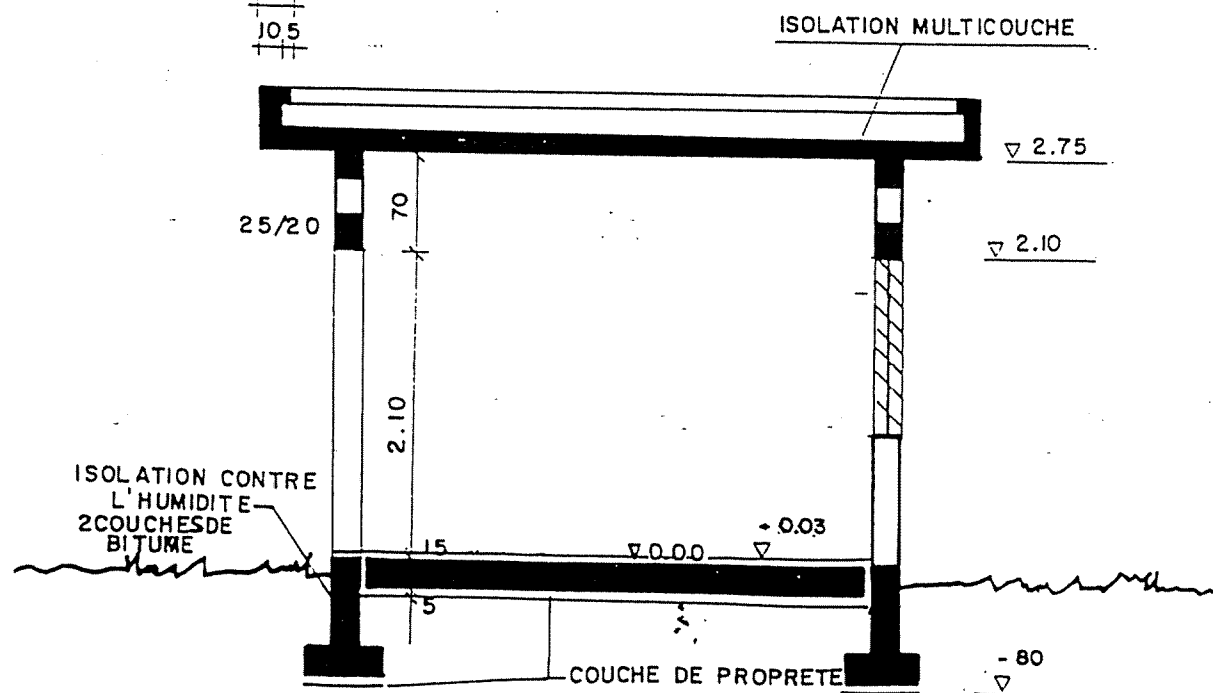 10 5
ISOLATION MULTICOUCHE
▽ 2.75
70
25/20
▽ 2.10
2.10
ISOLATION CONTRE
L'HUMIDITE
2COUCHESDE
BITUME
+ 0.03
15
▽ 0.00 ▽
5
COUCHE DE PROPRETE
- 80
▽